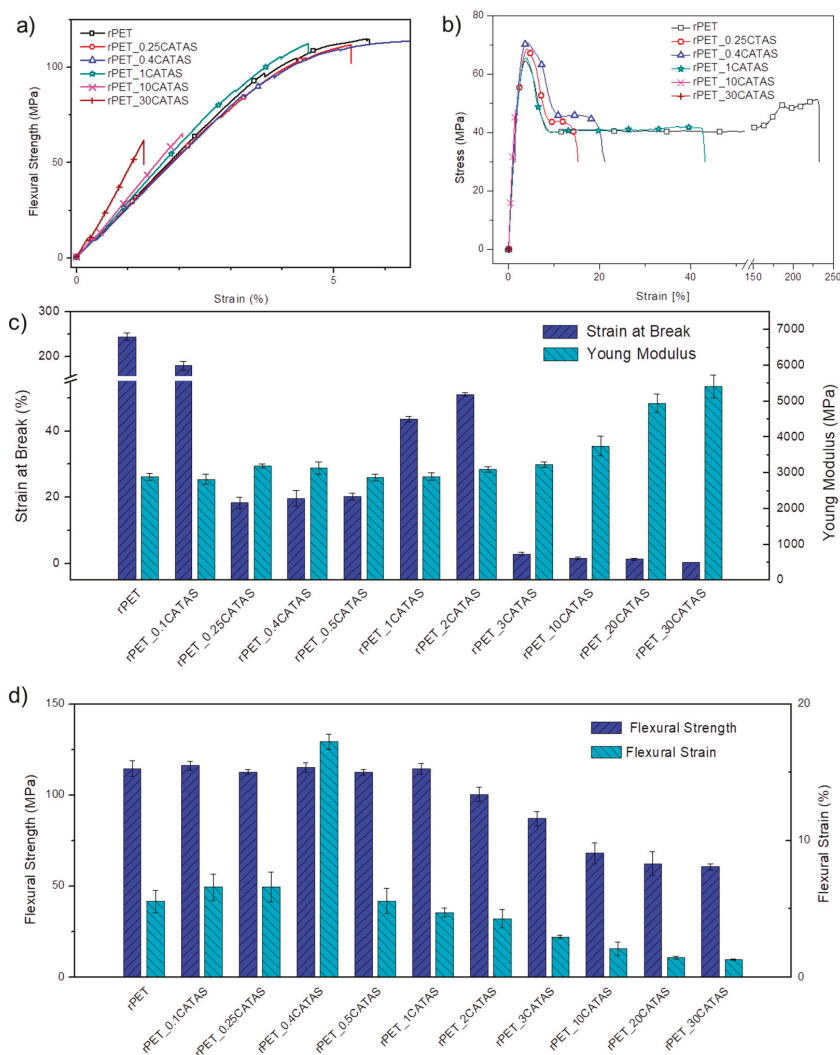 a)
rPET
rPET_0.25CATAS
rPET_0.4CATAS
rPET_1CATAS
rPET_10CATAS
rPET_30CATAS
100
50
0
Flexural Strength (MPa)
0 5
Strain (%)
b)
rPET
rPET_0.25CTAS
rPET_0.4CATAS
rPET_1CATAS
rPET_10CATAS
rPET_30CATAS
80
60
40
20
0
Stress (MPa)
0 20 40 150 200 250
Strain [%]
c)
Strain at Break
Young Modulus
300
200
40
20
0
Strain at Break (%)
7000
6000
5000
4000
3000
2000
1000
500
0
Young Modulus (MPa)
rPET
rPET_0.1CATAS
rPET_0.25CATAS
rPET_0.4CATAS
rPET_0.5CATAS
rPET_1CATAS
rPET_2CATAS
rPET_3CATAS
rPET_10CATAS
rPET_20CATAS
rPET_30CATAS
d)
Flexural Strength
Flexural Strain
150
100
50
0
Flexural Strength (MPa)
20
10
0
Flexural Strain (%)
rPET
rPET_0.1CATAS
rPET_0.25CATAS
rPET_0.4CATAS
rPET_0.5CATAS
rPET_1CATAS
rPET_2CATAS
rPET_3CATAS
rPET_10CATAS
rPET_20CATAS
rPET_30CATAS